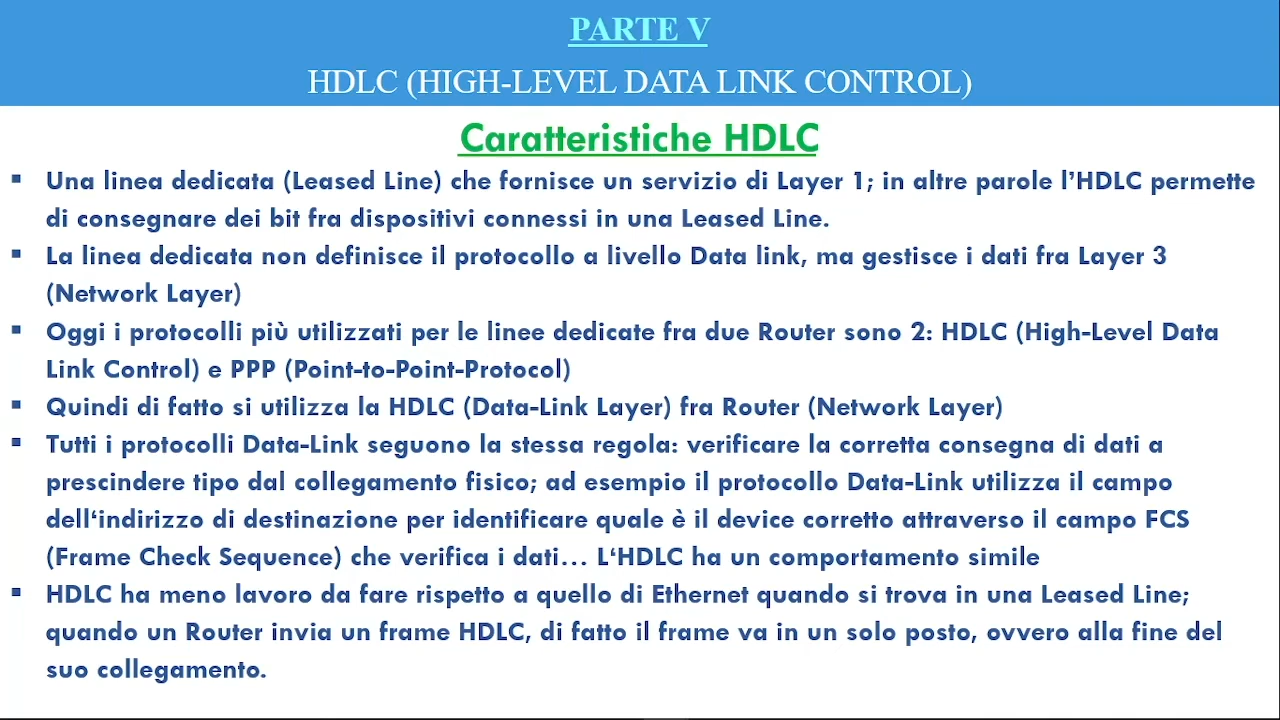 PARTE V
HDLC (HIGH-LEVEL DATA LINK CONTROL)
Caratteristiche HDLC
▪ Una linea dedicata (Leased Line) che fornisce un servizio di Layer 1; in altre parole l’HDLC permette
di consegnare dei bit fra dispositivi connessi in una Leased Line.
▪ La linea dedicata non definisce il protocollo a livello Data link, ma gestisce i dati fra Layer 3
(Network Layer)
▪ Oggi i protocolli più utilizzati per le linee dedicate fra due Router sono 2: HDLC (High-Level Data
Link Control) e PPP (Point-to-Point-Protocol)
▪ Quindi di fatto si utilizza la HDLC (Data-Link Layer) fra Router (Network Layer)
▪ Tutti i protocolli Data-Link seguono la stessa regola: verificare la corretta consegna di dati a
prescindere tipo dal collegamento fisico; ad esempio il protocollo Data-Link utilizza il campo
dell‘indirizzo di destinazione per identificare quale è il device corretto attraverso il campo FCS
(Frame Check Sequence) che verifica i dati… L‘HDLC ha un comportamento simile
▪ HDLC ha meno lavoro da fare rispetto a quello di Ethernet quando si trova in una Leased Line;
quando un Router invia un frame HDLC, di fatto il frame va in un solo posto, ovvero alla fine del
suo collegamento.